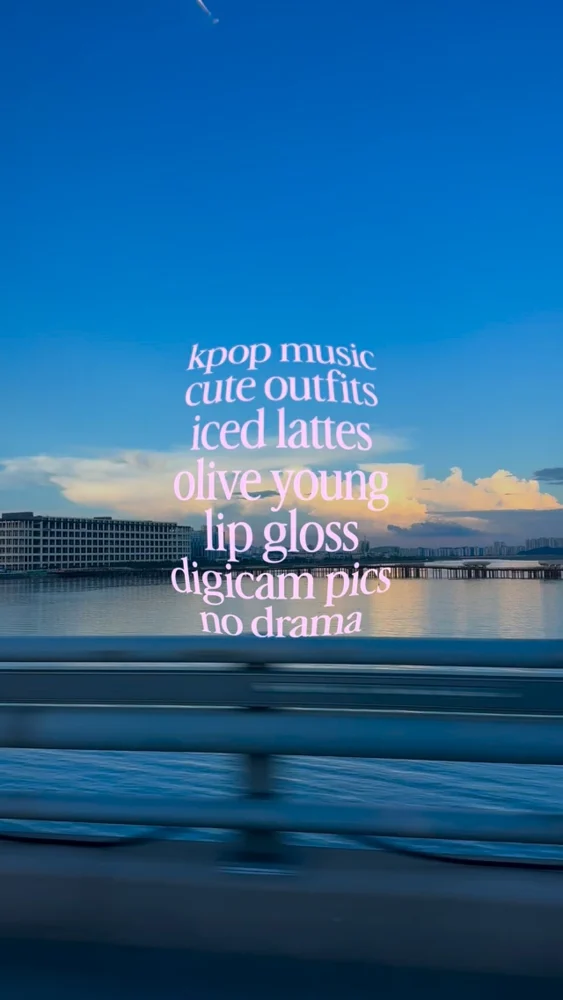 kpop music
cute outfits
iced lattes
olive young
lip gloss
digicam pics
no drama